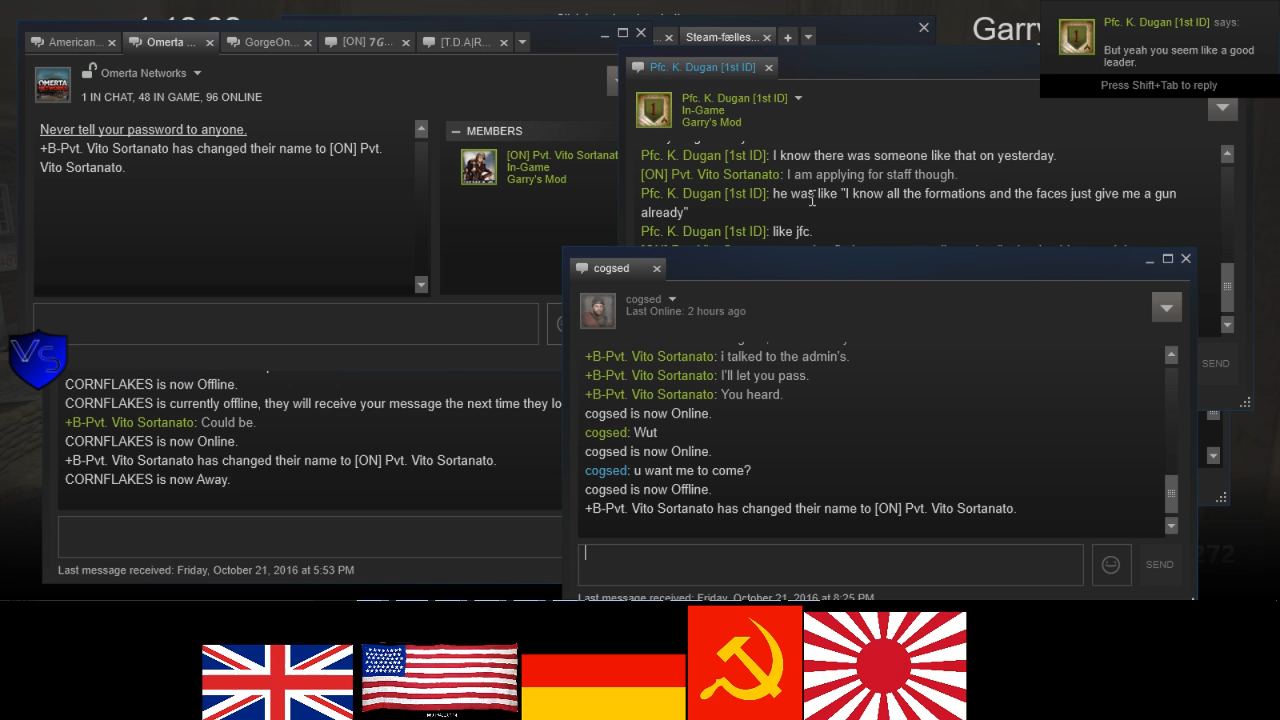 Garry
Pfc. K. Dugan [1st ID] says:
But yeah you seem like a good
leader.
Press Shift+Tab to reply
American...
Omerta ...
GorgeOn...
[ON] 7G...
[T.D.A|R...
Steam-fælles...
Omerta Networks
1 IN CHAT, 48 IN GAME, 96 ONLINE
Never tell your password to anyone.
+B-Pvt. Vito Sortanato has changed their name to [ON] Pvt.
Vito Sortanato.
MEMBERS
[ON] Pvt. Vito Sortanat
In-Game
Garry's Mod
Pfc. K. Dugan [1st ID]
Pfc. K. Dugan [1st ID]
In-Game
Garry's Mod
Pfc. K. Dugan [1st ID]: I know there was someone like that on yesterday.
[ON] Pvt. Vito Sortanato: I am applying for staff though.
Pfc. K. Dugan [1st ID]: he was like "I know all the formations and the faces just give me a gun
already"
Pfc. K. Dugan [1st ID]: like jfc.
SEND
VS
CORNFLAKES is now Offline.
CORNFLAKES is currently offline, they will receive your message the next time they lo
+B-Pvt. Vito Sortanato: Could be.
CORNFLAKES is now Online.
+B-Pvt. Vito Sortanato has changed their name to [ON] Pvt. Vito Sortanato.
CORNFLAKES is now Away.
Last message received: Friday, October 21, 2016 at 5:53 PM
cogsed
cogsed
Last Online: 2 hours ago
+B-Pvt. Vito Sortanato: i talked to the admin's.
+B-Pvt. Vito Sortanato: I'll let you pass.
+B-Pvt. Vito Sortanato: You heard.
cogsed is now Online.
cogsed: Wut
cogsed is now Online.
cogsed: u want me to come?
cogsed is now Offline.
+B-Pvt. Vito Sortanato has changed their name to [ON] Pvt. Vito Sortanato.
SEND
Last message received: Friday, October 21, 2016 at 8:25 PM
272